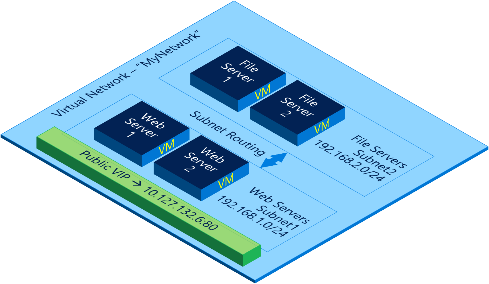 Virtual Network – "MyNetwork"
File
Server
1
VM
File
Server
2
VM
File Servers
Subnet2
192.168.2.0/24
Subnet Routing
Web
Server
1
VM
Web
Server
2
VM
Web Servers
Subnet1
192.168.1.0/24
Public VIP → 10.127.132.6:80